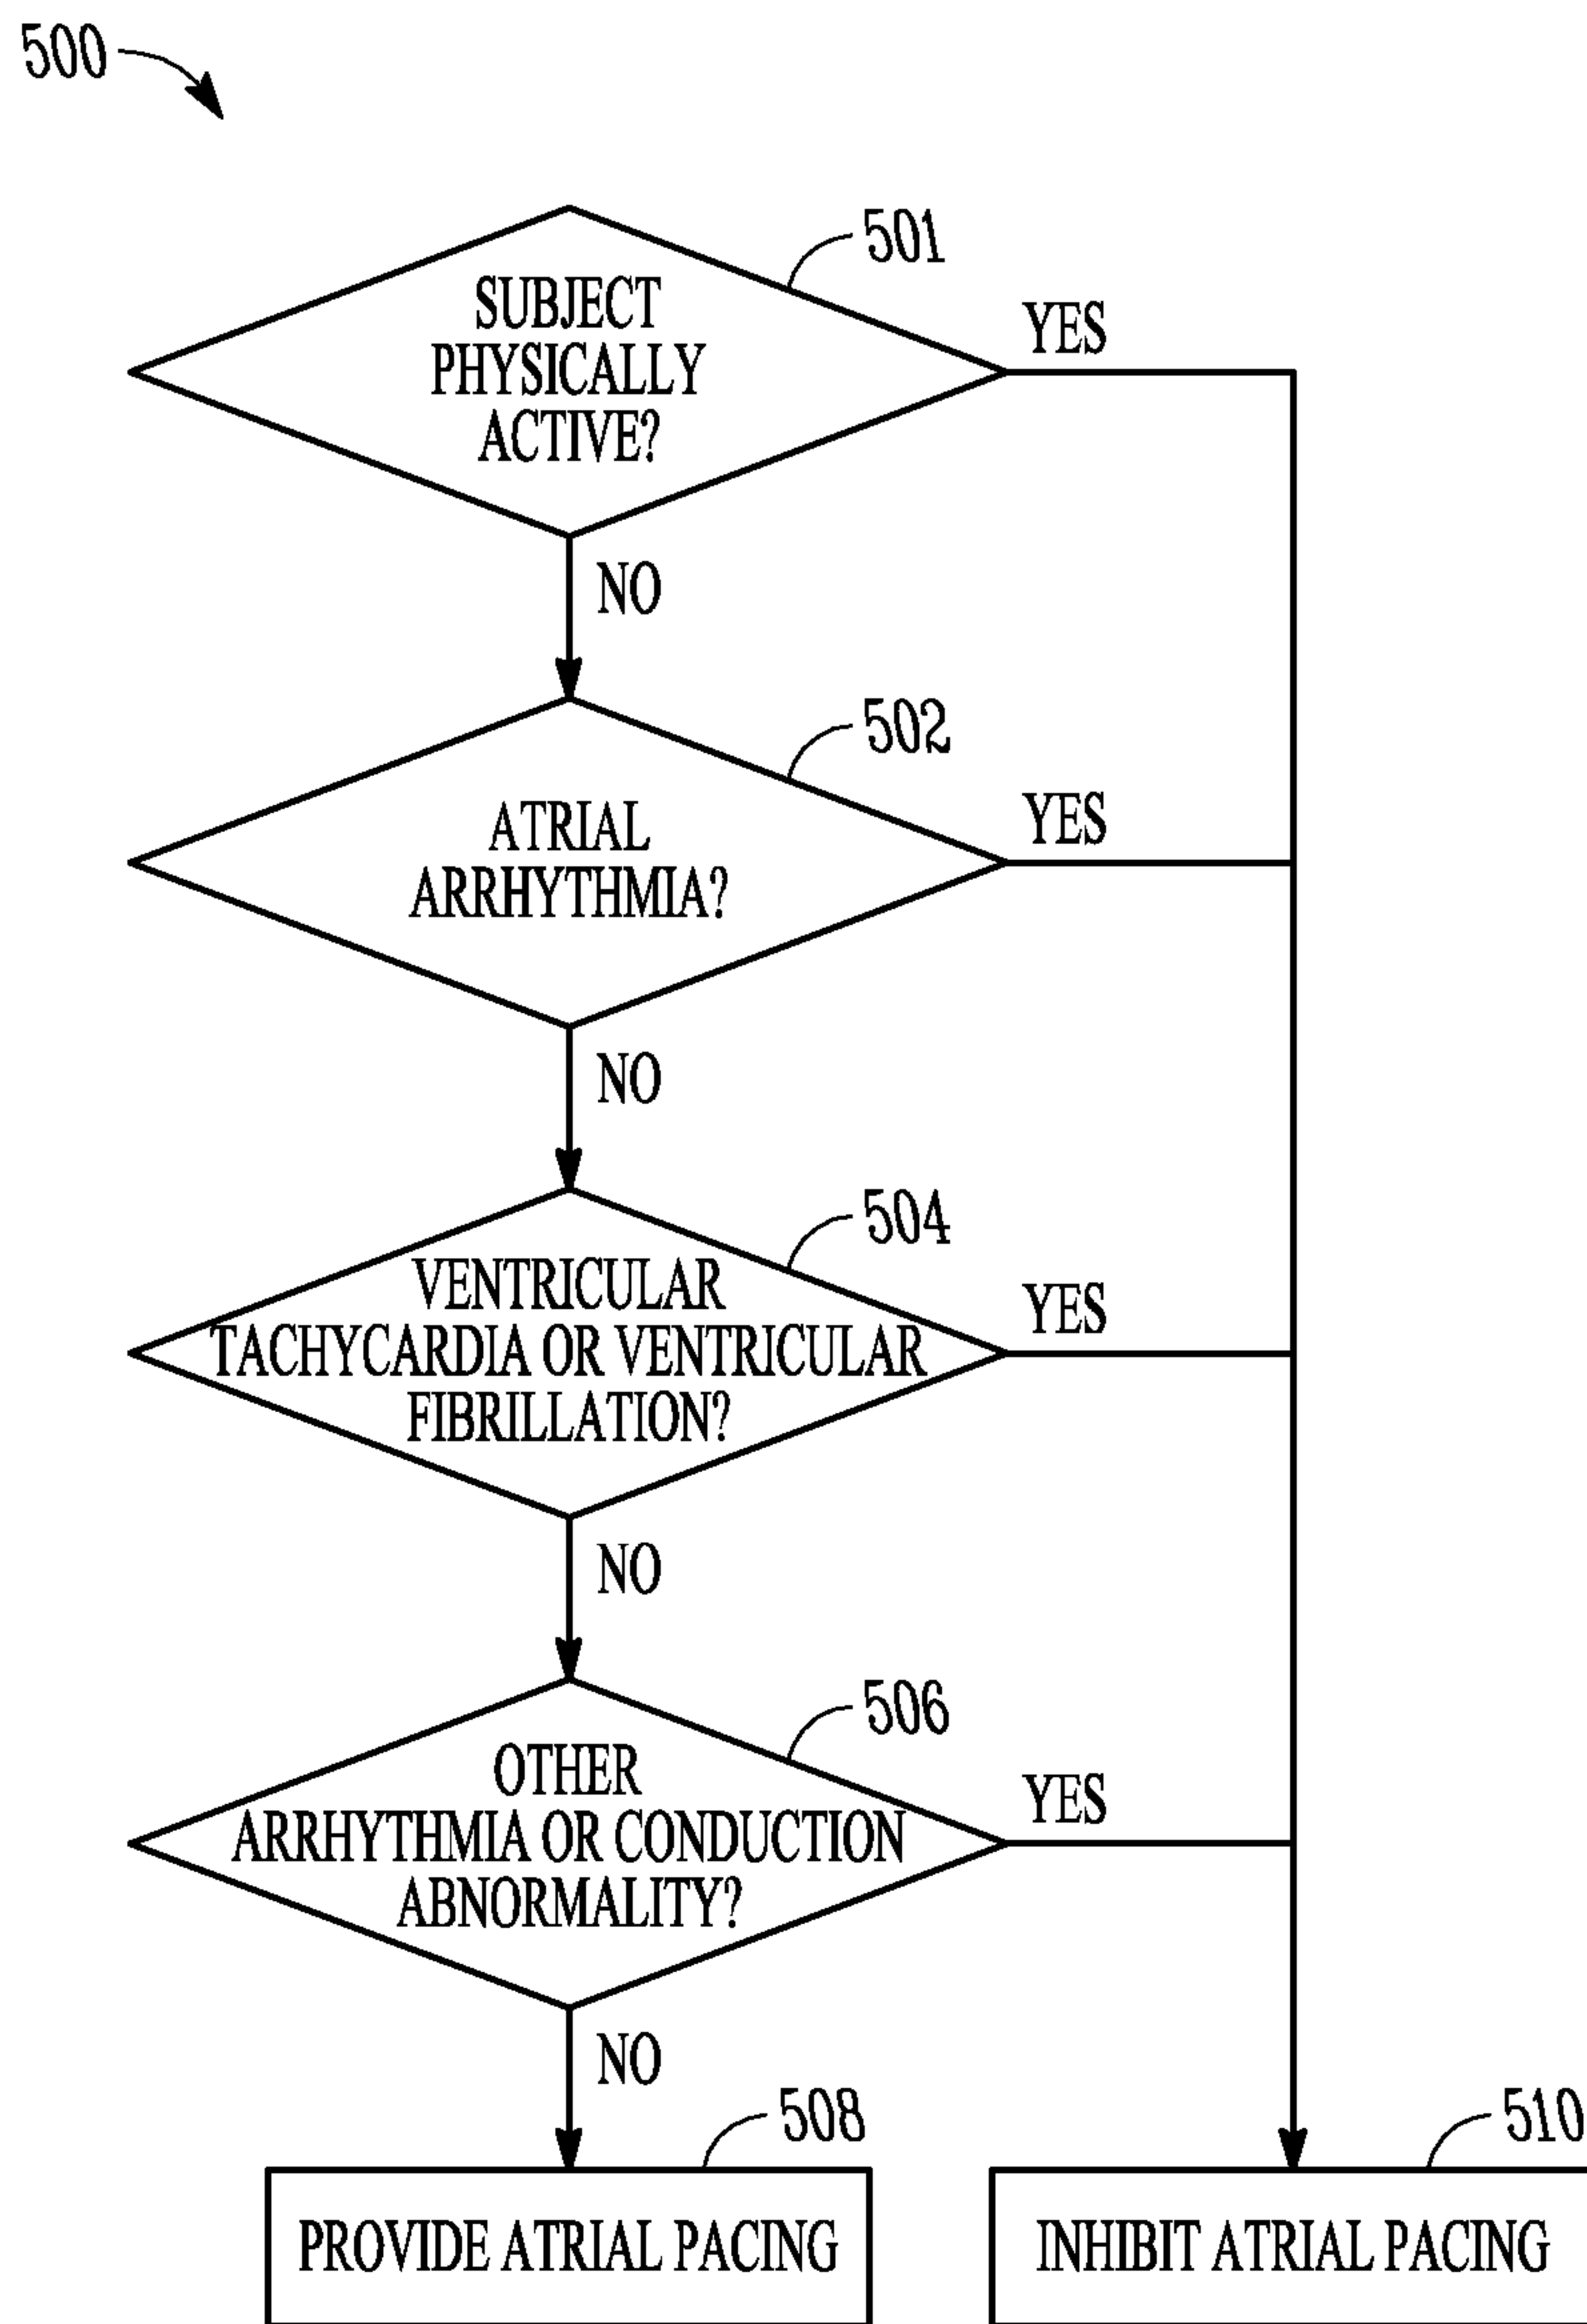 500
501
SUBJECT
PHYSICALLY
ACTIVE?
YES
NO
502
ATRIAL
ARRHYTHMIA?
YES
NO
504
VENTRICULAR
TACHYCARDIA OR VENTRICULAR
FIBRILLATION?
YES
NO
506
OTHER
ARRHYTHMIA OR CONDUCTION
ABNORMALITY?
YES
NO
508
510
PROVIDE ATRIAL PACING
INHIBIT ATRIAL PACING